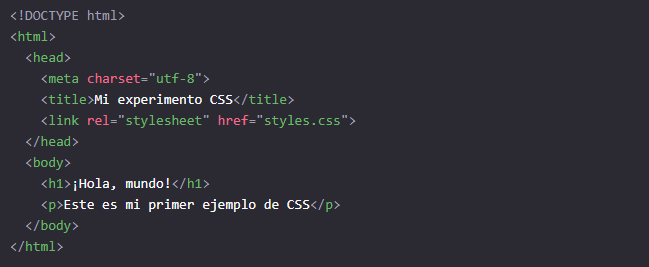 <!DOCTYPE html>
<html>
  <head>
    <meta charset="utf-8">
    <title>Mi experimento CSS</title>
    <link rel="stylesheet" href="styles.css">
  </head>
  <body>
    <h1>¡Hola, mundo!</h1>
    <p>Este es mi primer ejemplo de CSS</p>
  </body>
</html>